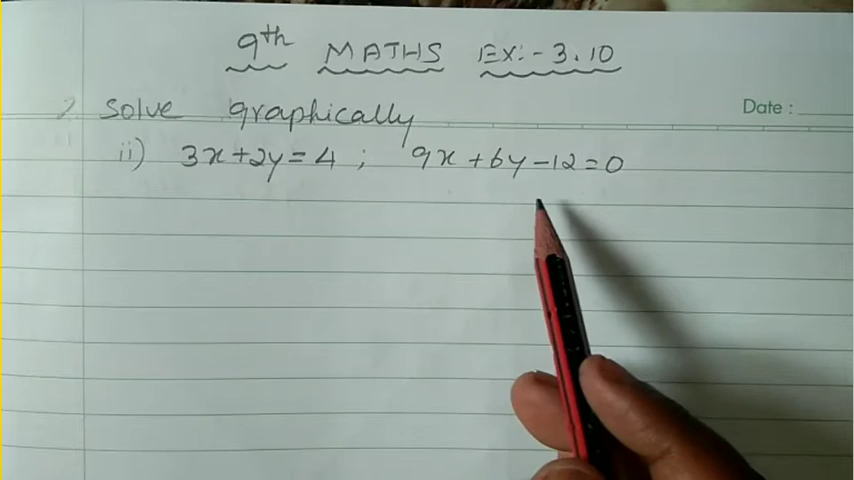 9th MATHS Ex:- 3.10
Date :
2. Solve graphically
ii) 3x+2y=4 ; 9x+6y-12=0